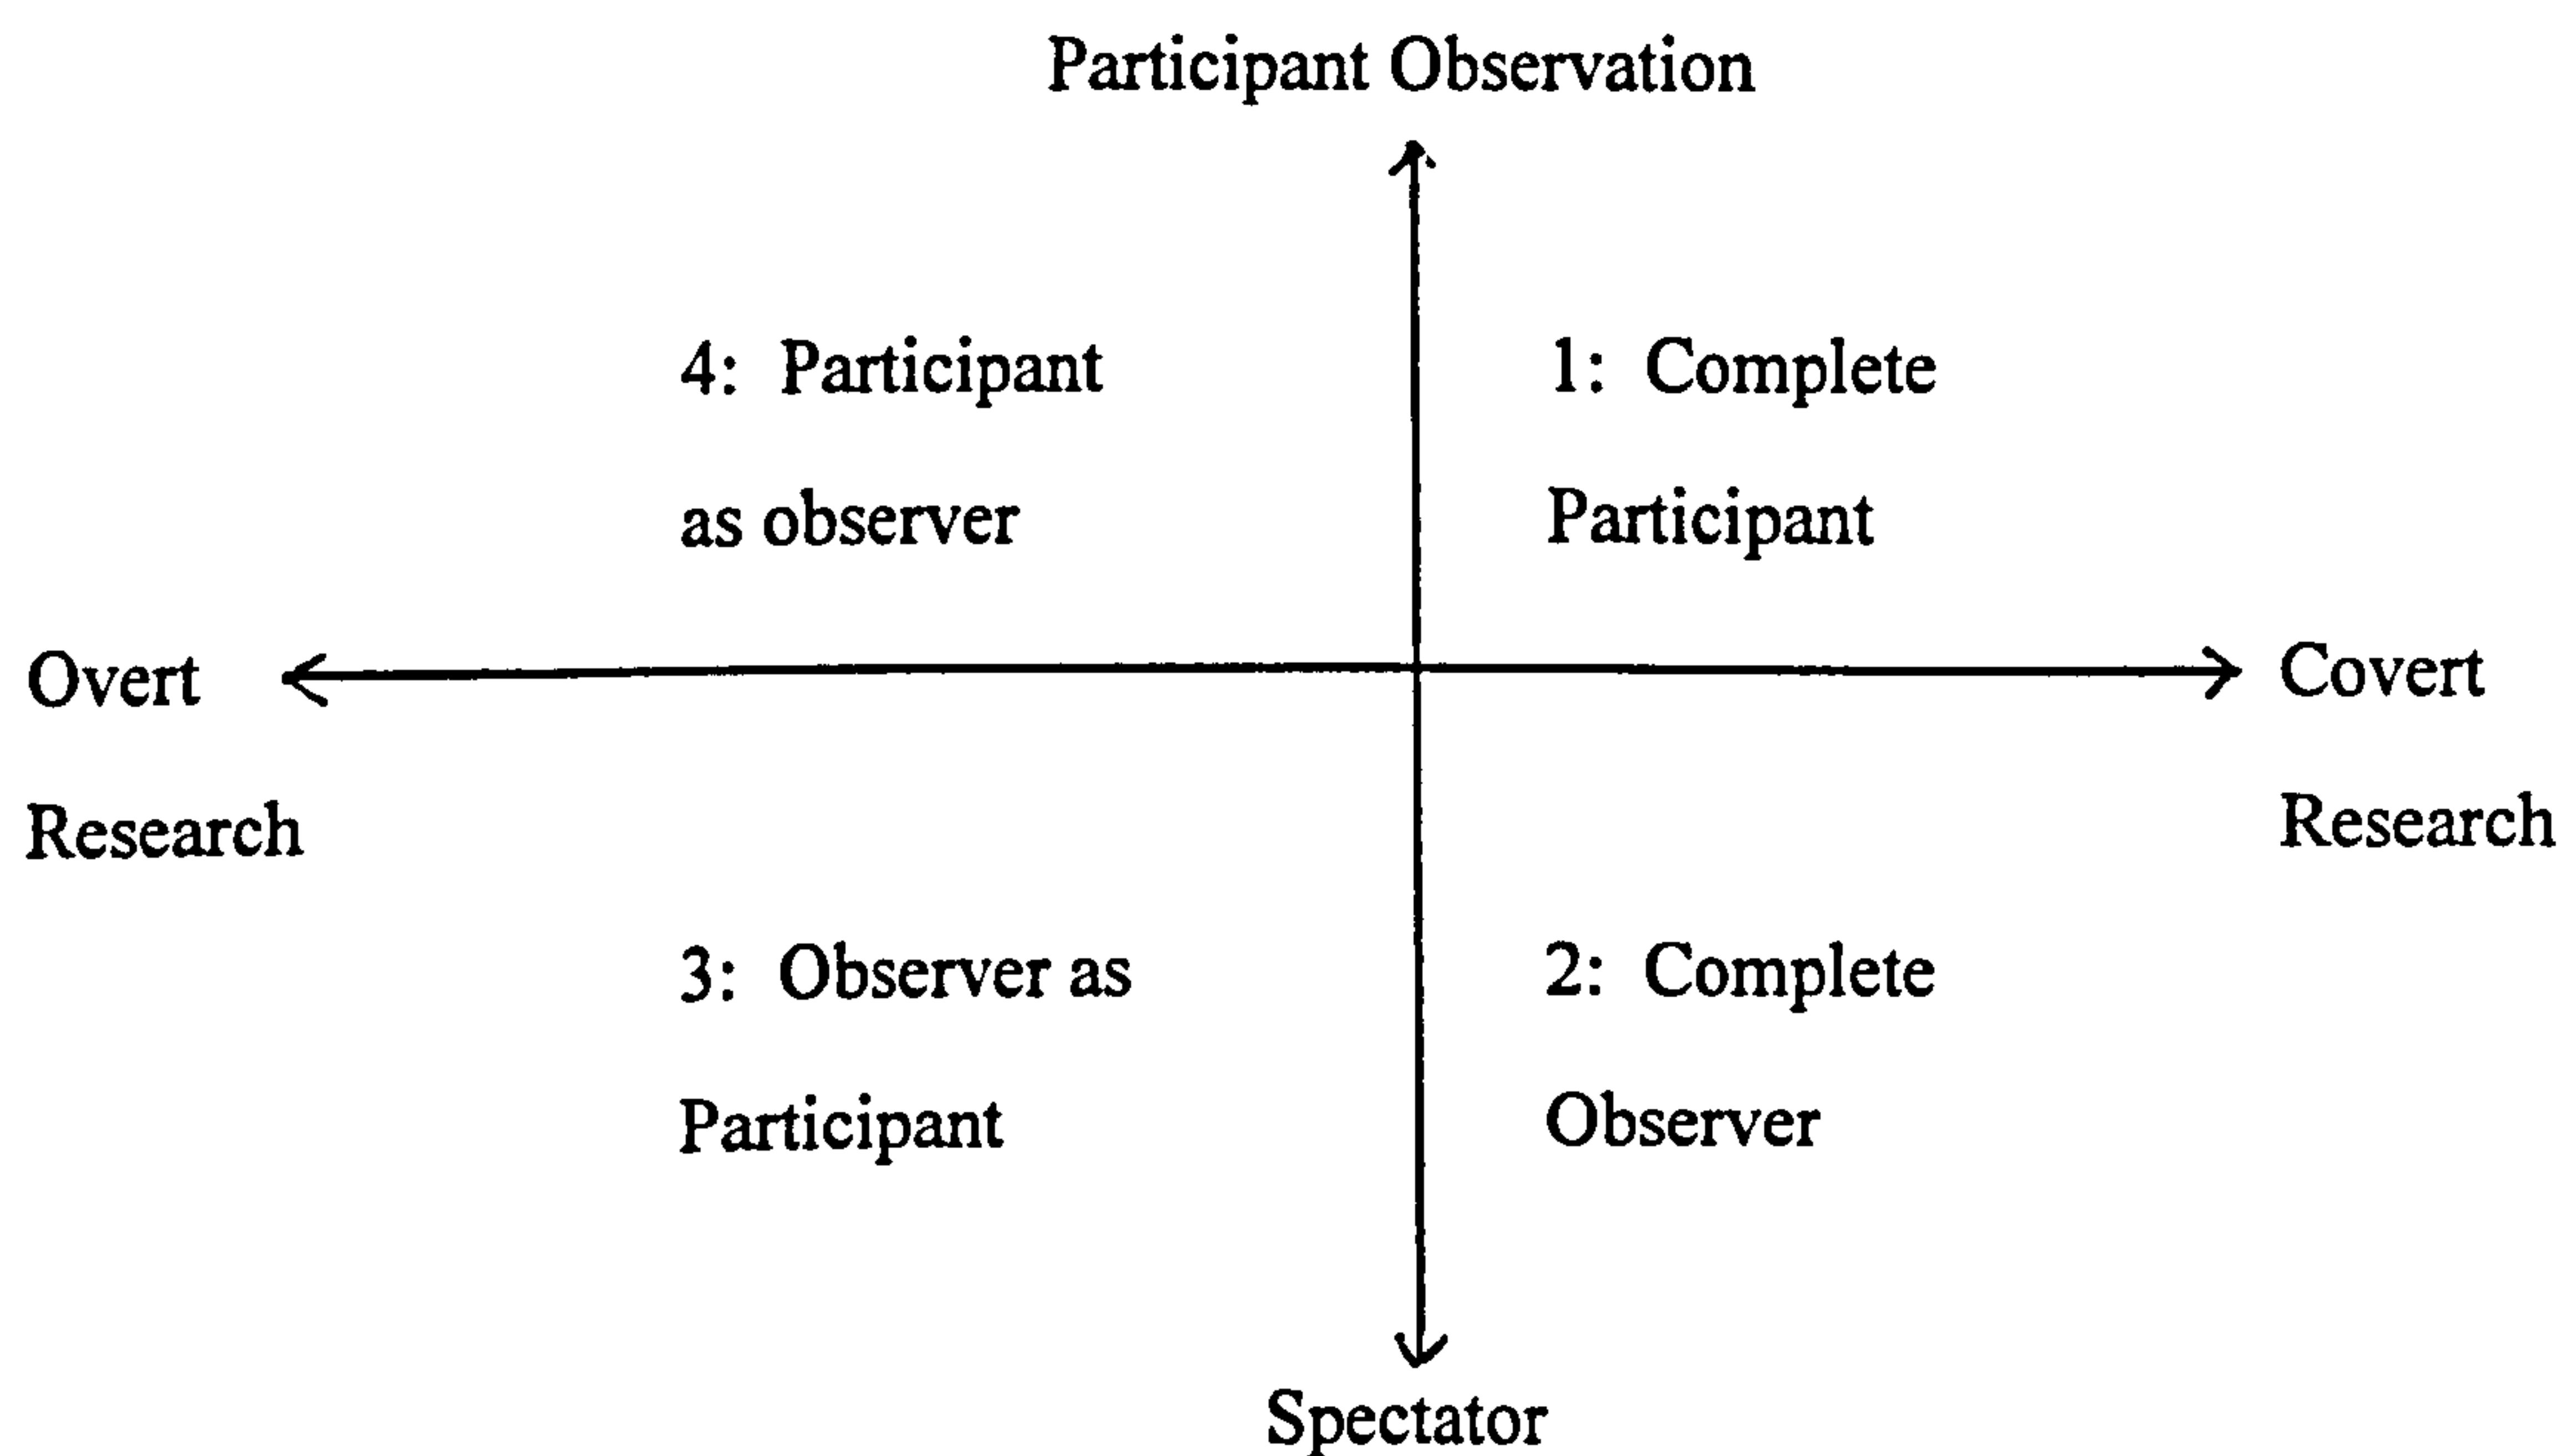 Participant Observation
4: Participant
as observer
1: Complete
Participant
Overt
Research
Covert
Research
3: Observer as
Participant
2: Complete
Observer
Spectator